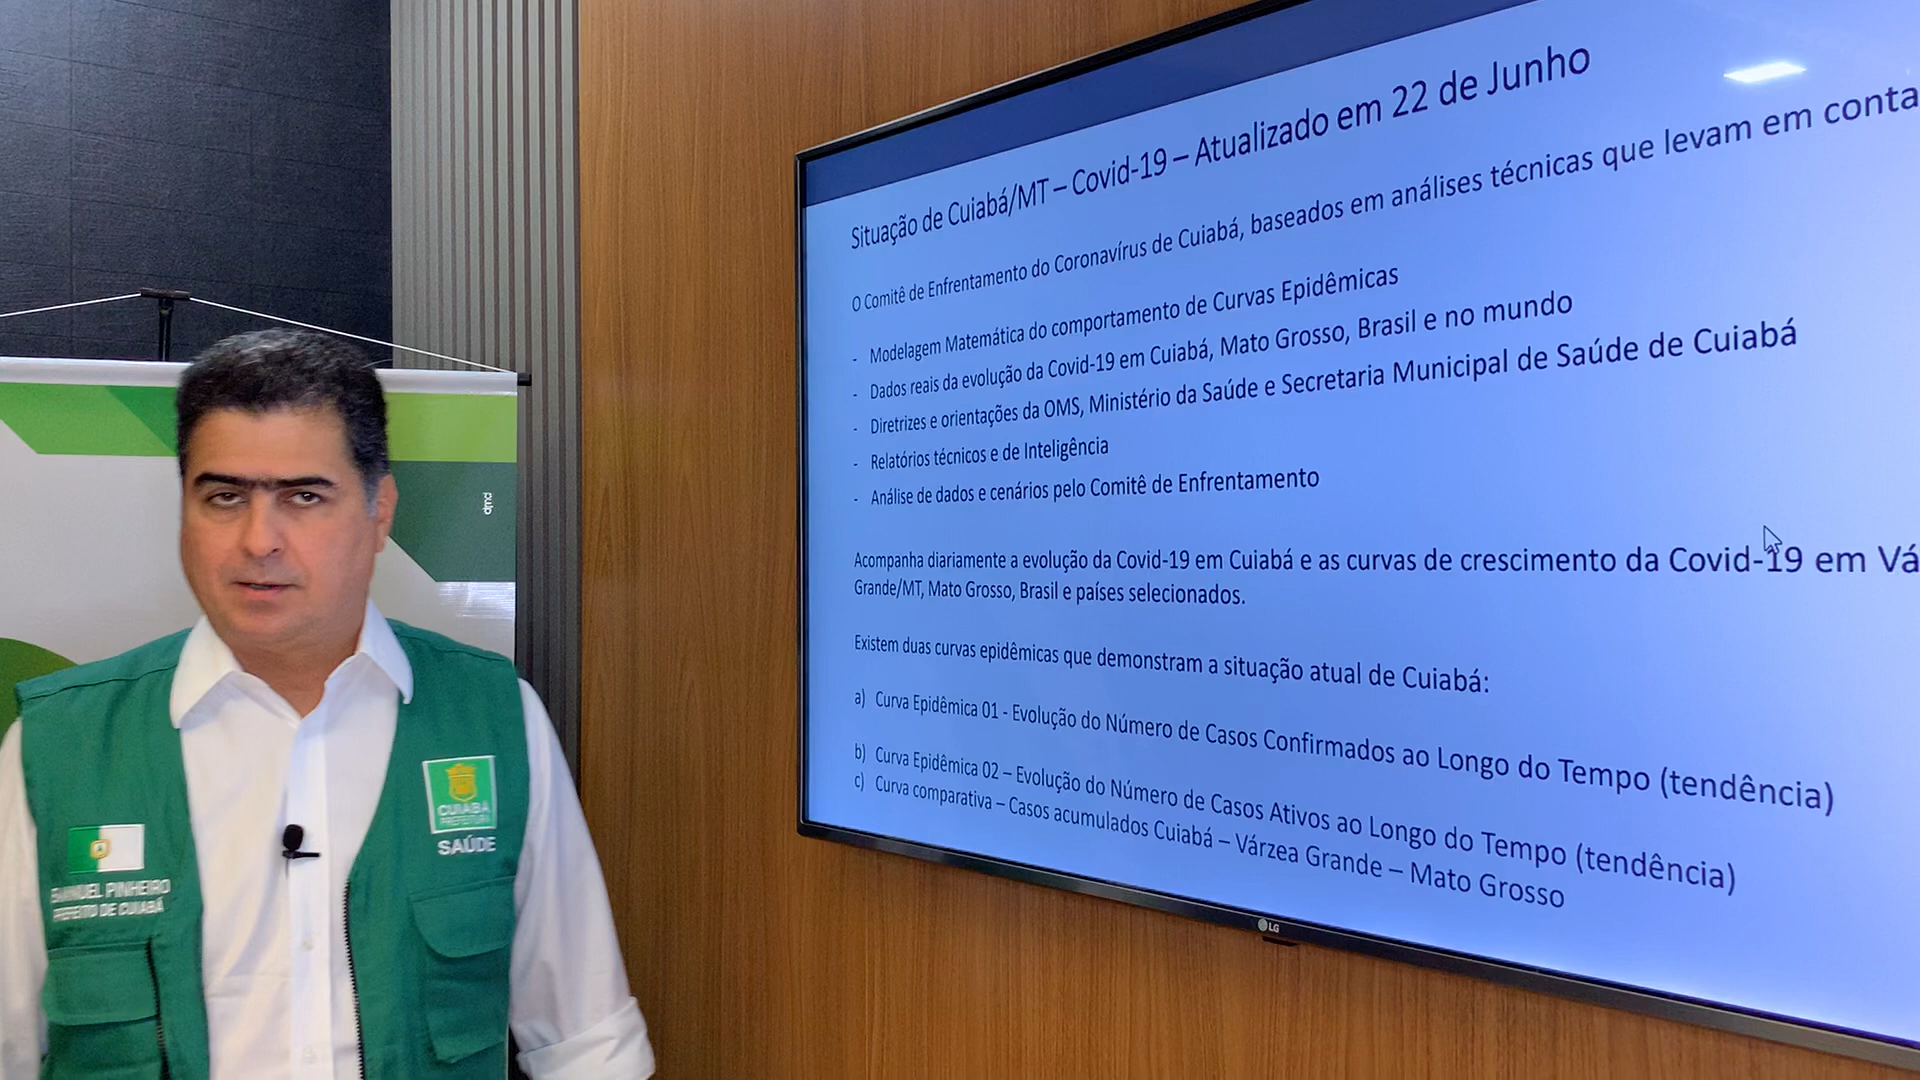 Situação de Cuiabá/MT – Covid-19 – Atualizado em 22 de Junho
O Comitê de Enfrentamento do Coronavírus de Cuiabá, baseados em análises técnicas que levam em conta
- Modelagem Matemática do comportamento de Curvas Epidêmicas
- Dados reais da evolução da Covid-19 em Cuiabá, Mato Grosso, Brasil e no mundo
- Diretrizes e orientações da OMS, Ministério da Saúde e Secretaria Municipal de Saúde de Cuiabá
- Relatórios técnicos e de Inteligência
- Análise de dados e cenários pelo Comitê de Enfrentamento
Acompanha diariamente a evolução da Covid-19 em Cuiabá e as curvas de crescimento da Covid-19 em Vá
Grande/MT, Mato Grosso, Brasil e países selecionados.
Existem duas curvas epidêmicas que demonstram a situação atual de Cuiabá:
a) Curva Epidêmica 01 - Evolução do Número de Casos Confirmados ao Longo do Tempo (tendência)
b) Curva Epidêmica 02 – Evolução do Número de Casos Ativos ao Longo do Tempo (tendência)
c) Curva comparativa – Casos acumulados Cuiabá – Várzea Grande – Mato Grosso
LG
CUIABÁ
PREFEITURA
SAÚDE
EMANUEL PINHEIRO
PREFEITO DE CUIABÁ